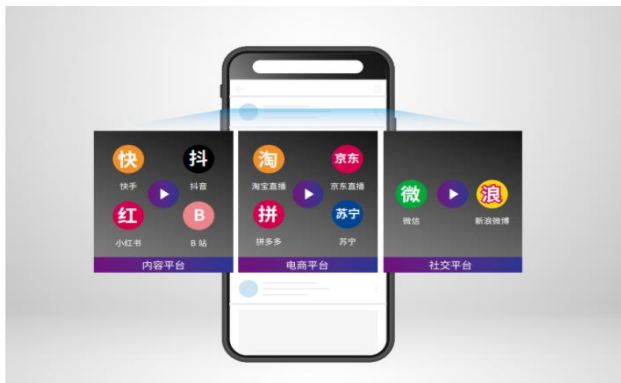 快
抖
快手
抖音
红
B
小红书
B 站
内容平台
淘
京东
淘宝直播
京东直播
拼
苏宁
拼多多
苏宁
电商平台
微
浪
微信
新浪微博
社交平台